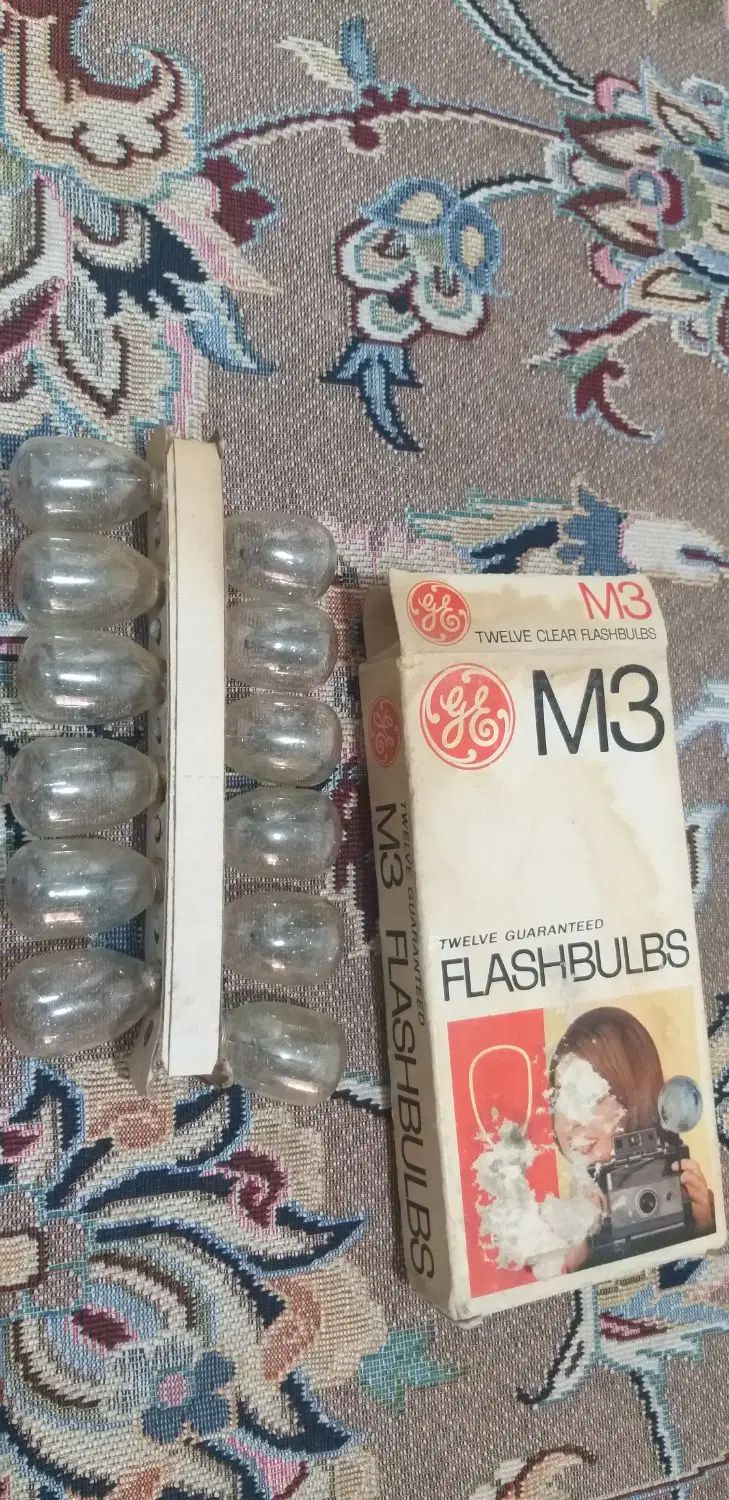 GE
M3
TWELVE CLEAR FLASHBULBS
GE
M3
TWELVE GUARANTEED
FLASHBULBS
GE
M3
TWELVE GUARANTEED
FLASHBULBS